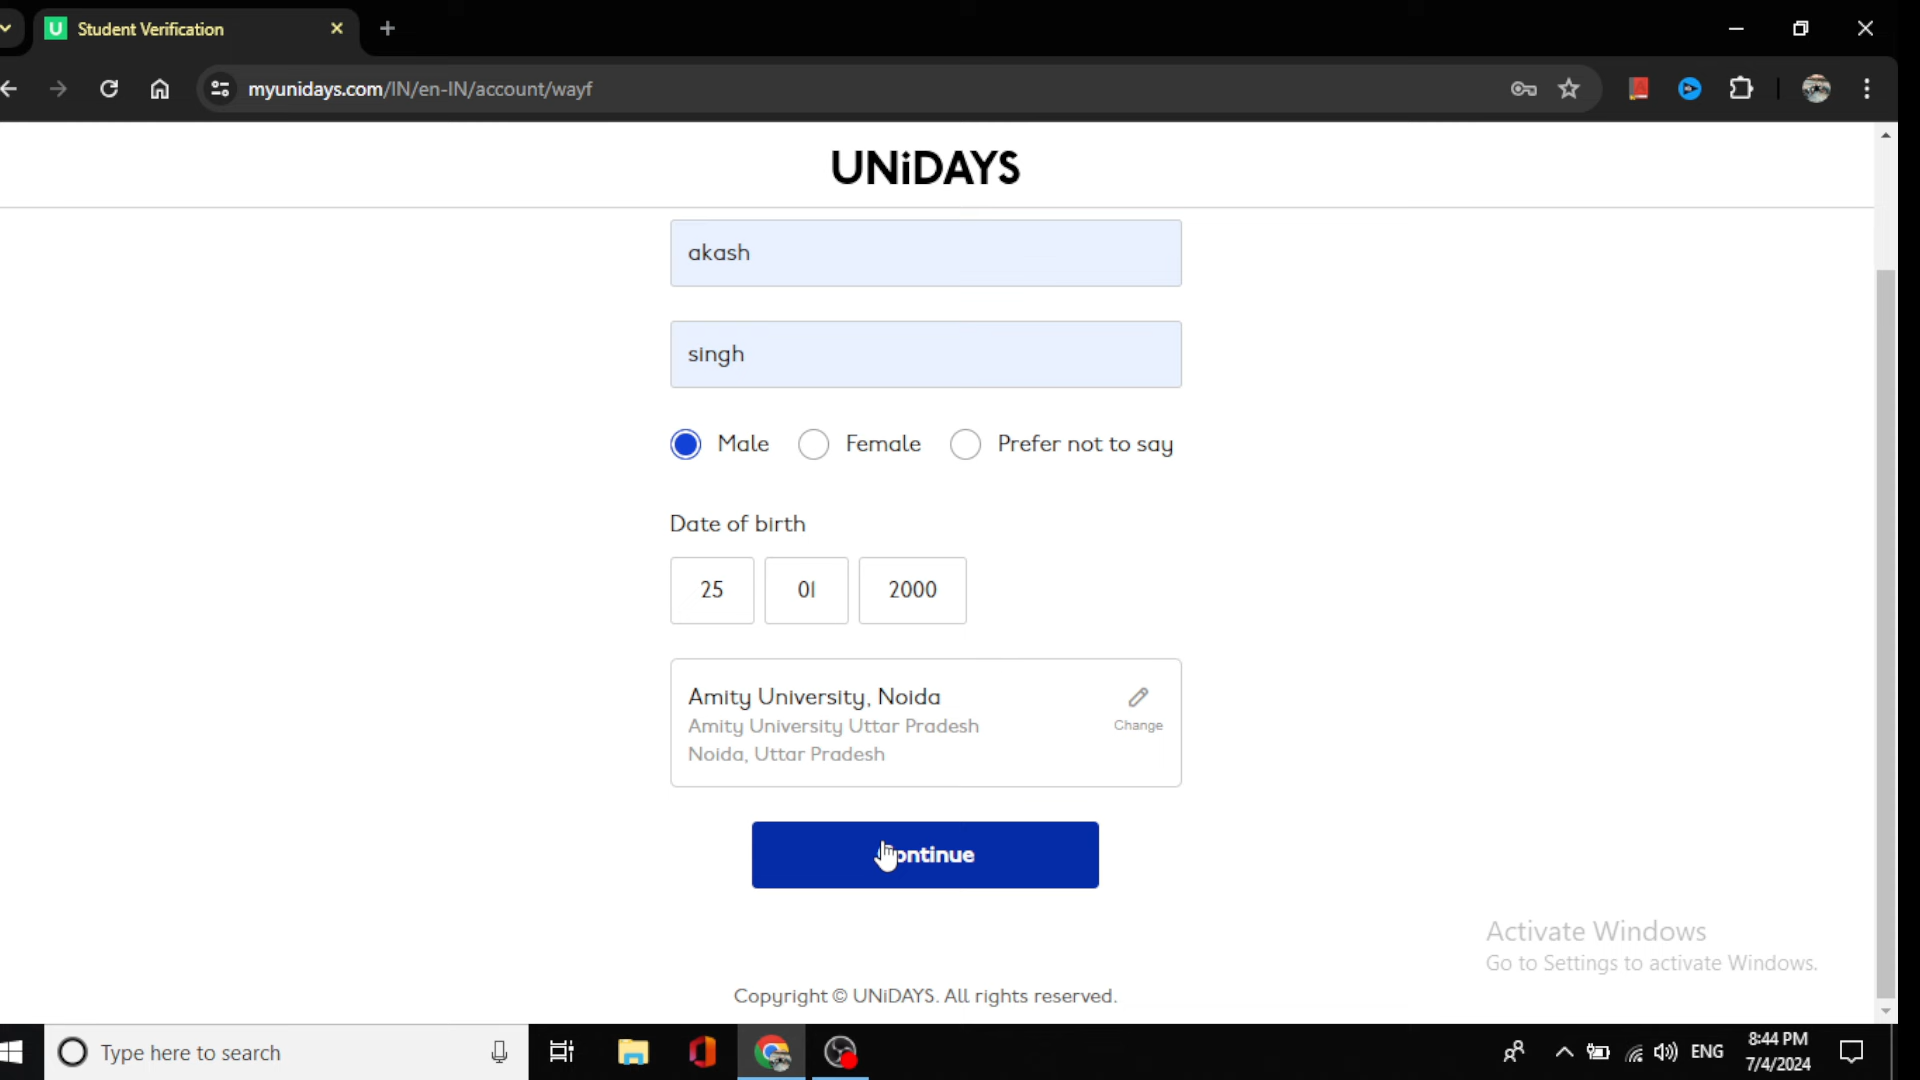 Student Verification
myunidays.com/IN/en-IN/account/wayf
UNiDAYS
akash
singh
Male Female Prefer not to say
Date of birth
25 01 2000
Amity University, Noida
Amity University Uttar Pradesh
Noida, Uttar Pradesh
Change
Continue
Activate Windows
Go to Settings to activate Windows.
Copyright © UNiDAYS. All rights reserved.
Type here to search
ENG
8:44 PM
7/4/2024